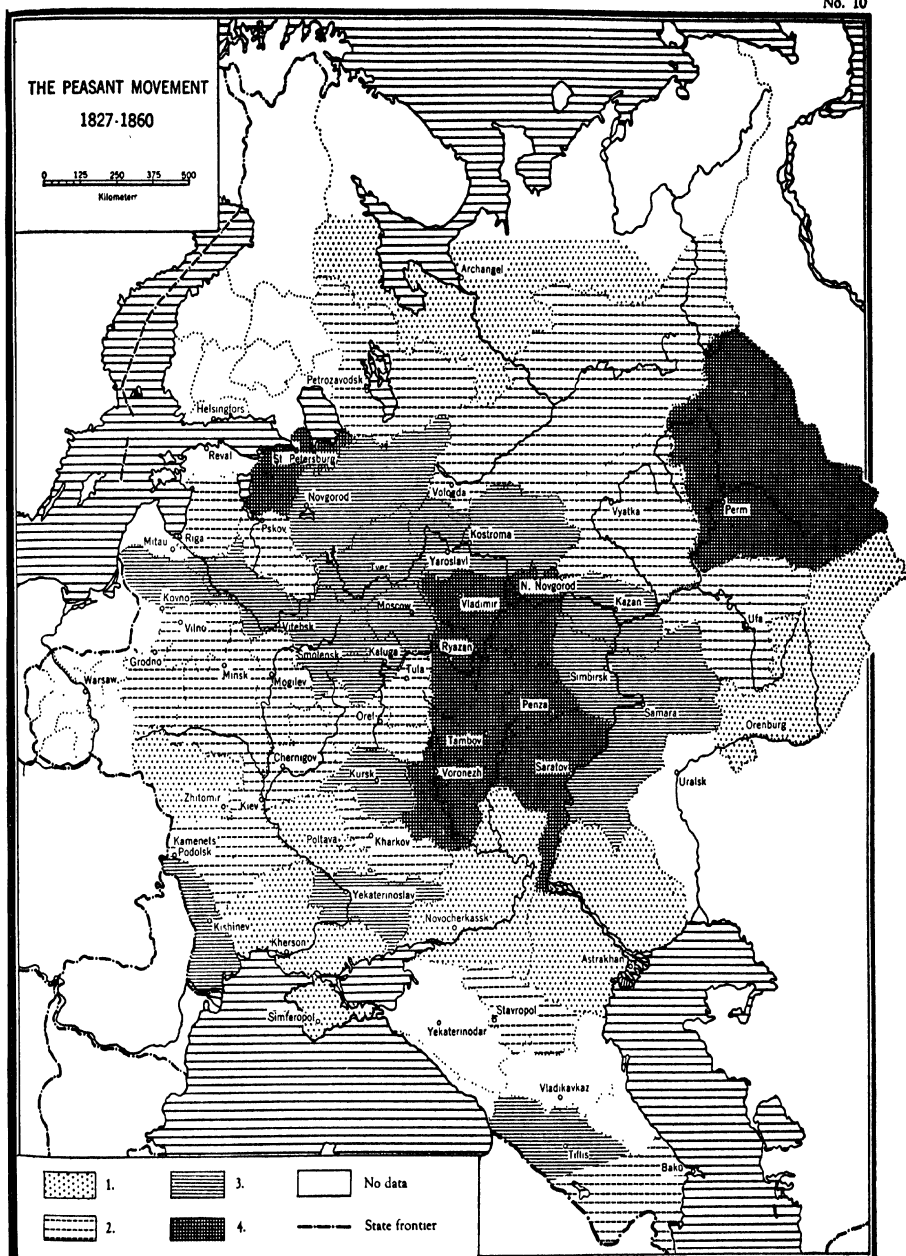 No. 10
THE PEASANT MOVEMENT
1827-1860
0 125 250 375 500
Kilometer
Archangel
Petrozavodsk
Helsingfors
Reval
St Petersburg
Novgorod
Vologda
Vyatka
Perm
Pskov
Kostroma
Riga
Mitau
Yaroslavl
Tver
N. Novgorod
Vladimir
Kazan
Moscow
Kovno
Vitebsk
Ufa
Vilno
Ryazan
Smolensk
Kaluga
Grodno
Minsk
Tula
Simbirsk
Warsaw
Mogilev
Penza
Samara
Orel
Orenburg
Tambov
Chernigov
Kursk
Voronezh
Saratov
Uralsk
Zhitomir
Kiev
Poltava
Kharkov
Kamenets
Podolsk
Yekaterinoslav
Kishinev
Novocherkassk
Kherson
Astrakhan
Simferopol
Stavropol
Yekaterinodar
Vladikavkaz
Tiflis
Baku
1.
3.
No data
2.
4.
State frontier